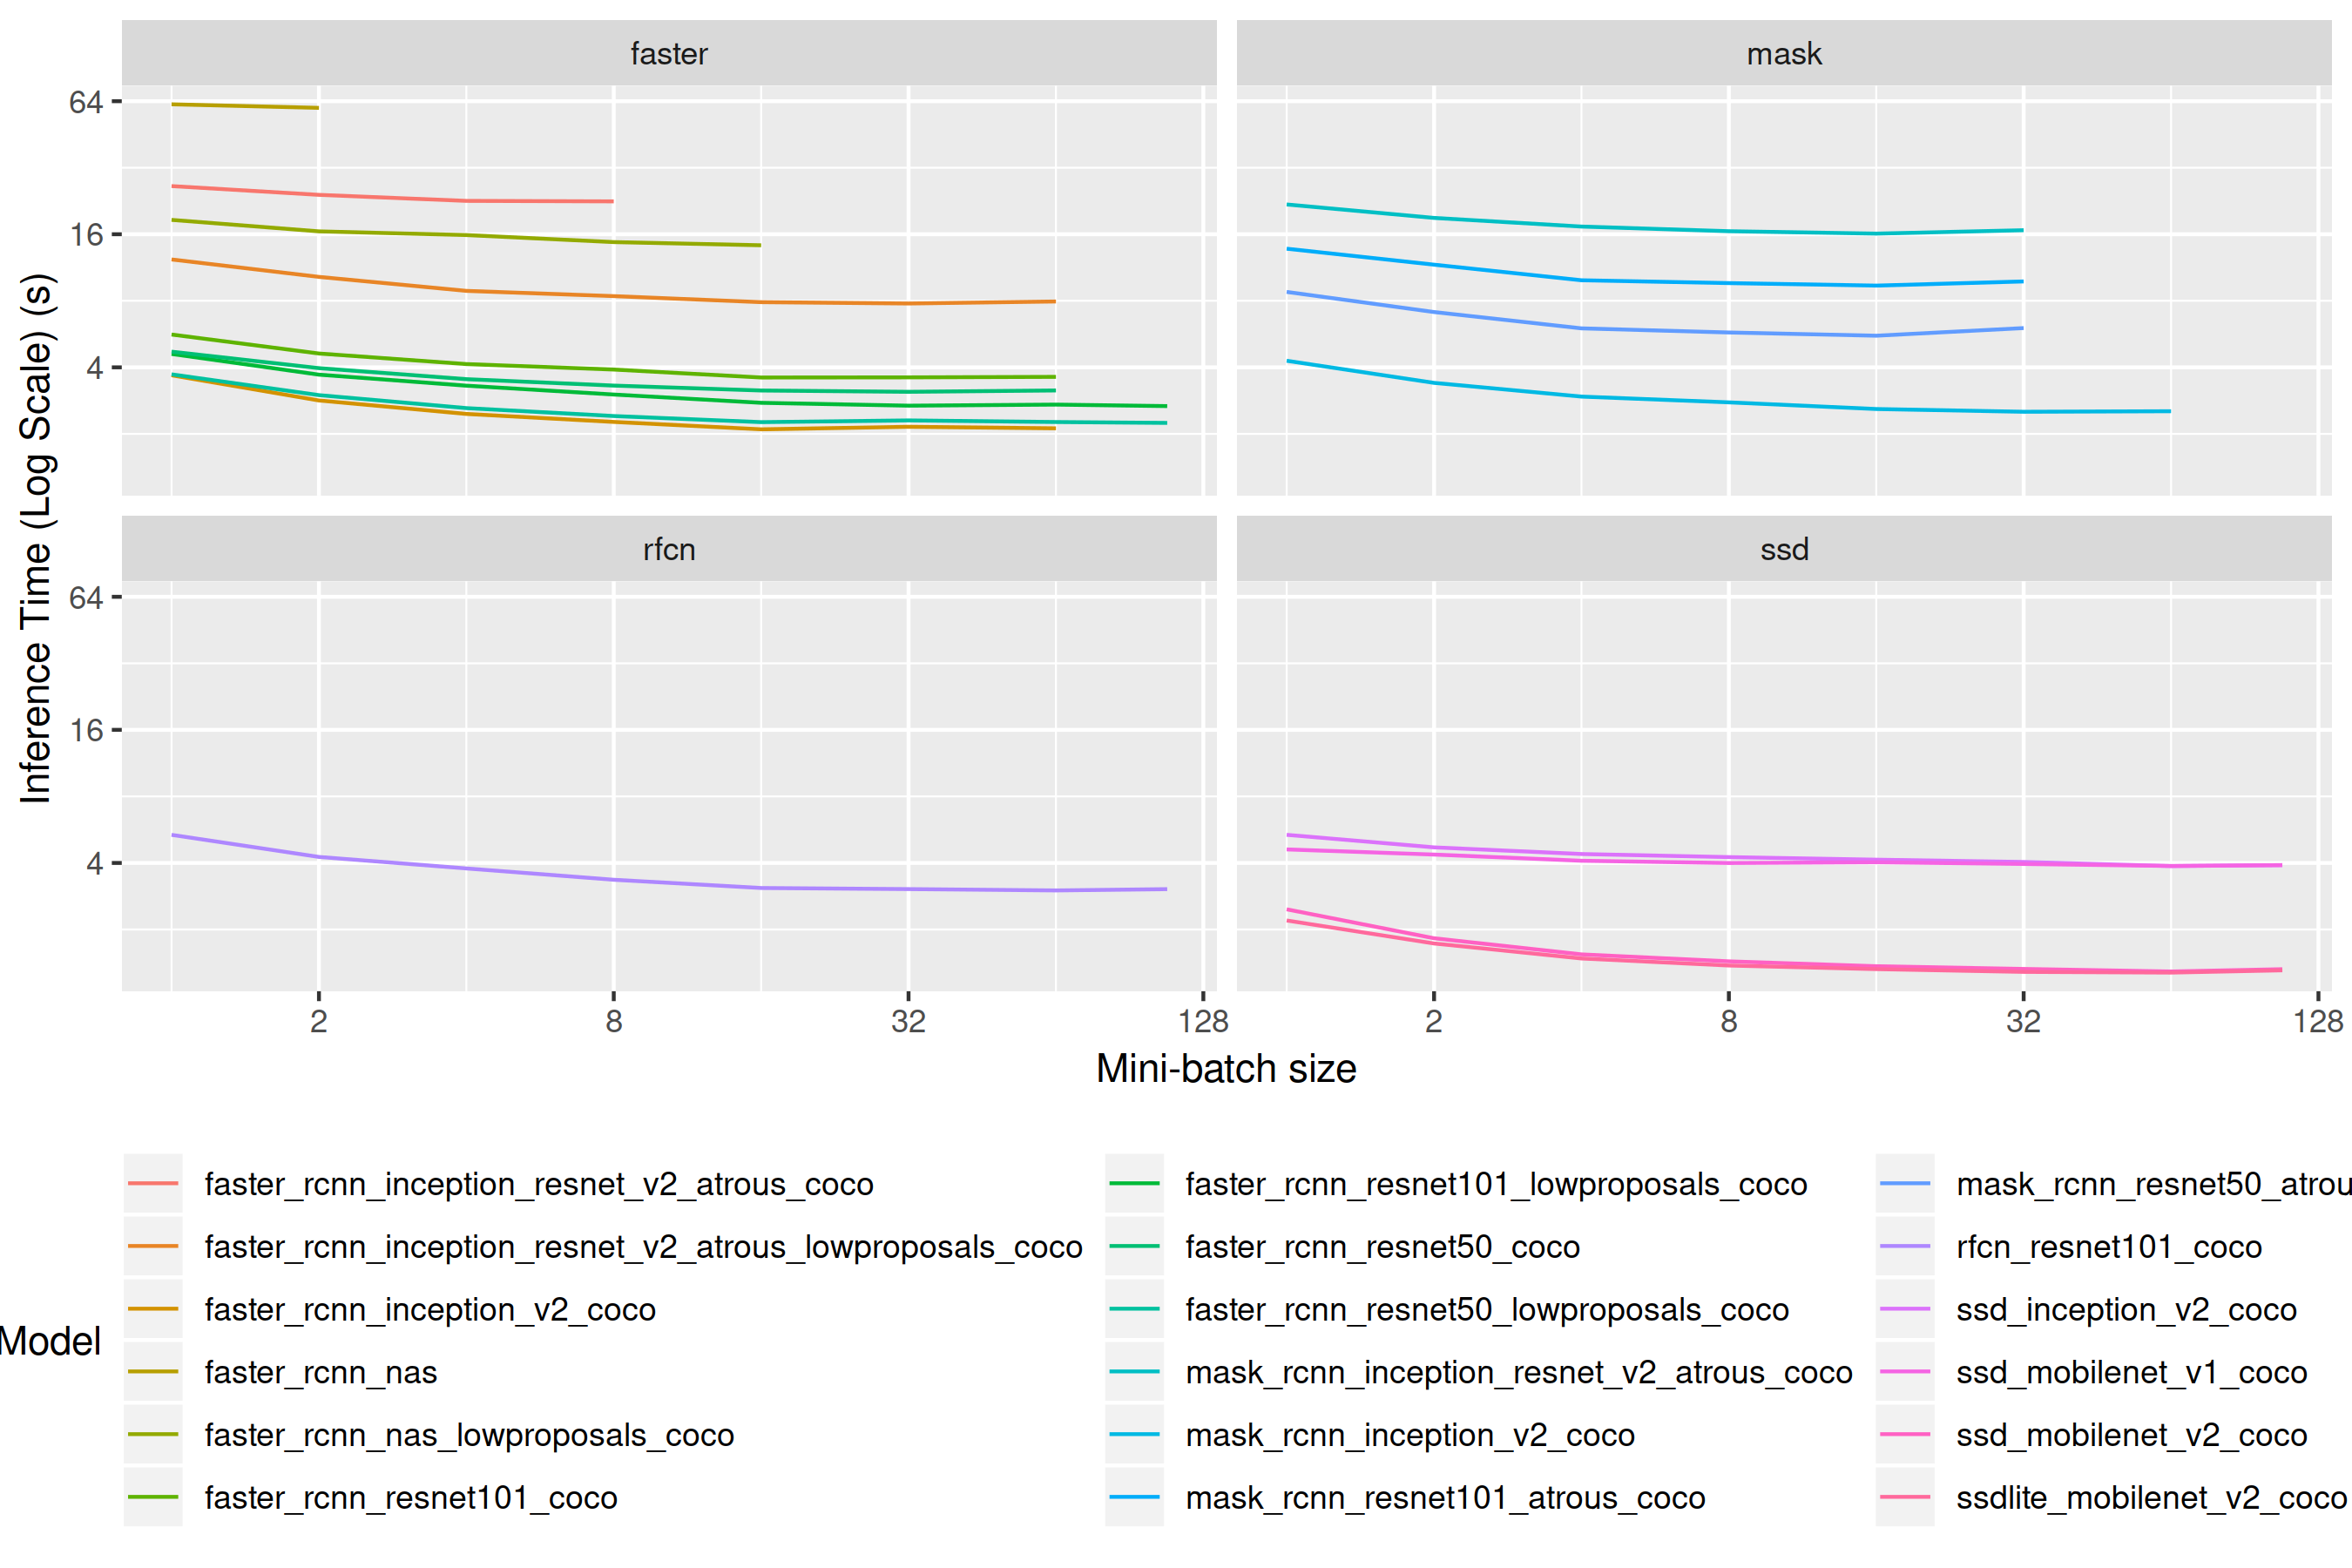 faster
mask
64
16
4
rfcn
ssd
64
16
4
Inference Time (Log Scale) (s)
2
8
32
128
2
8
32
128
Mini-batch size
Model
faster_rcnn_inception_resnet_v2_atrous_coco
faster_rcnn_inception_resnet_v2_atrous_lowproposals_coco
faster_rcnn_inception_v2_coco
faster_rcnn_nas
faster_rcnn_nas_lowproposals_coco
faster_rcnn_resnet101_coco
faster_rcnn_resnet101_lowproposals_coco
faster_rcnn_resnet50_coco
faster_rcnn_resnet50_lowproposals_coco
mask_rcnn_inception_resnet_v2_atrous_coco
mask_rcnn_inception_v2_coco
mask_rcnn_resnet101_atrous_coco
mask_rcnn_resnet50_atrou
rfcn_resnet101_coco
ssd_inception_v2_coco
ssd_mobilenet_v1_coco
ssd_mobilenet_v2_coco
ssdlite_mobilenet_v2_coco